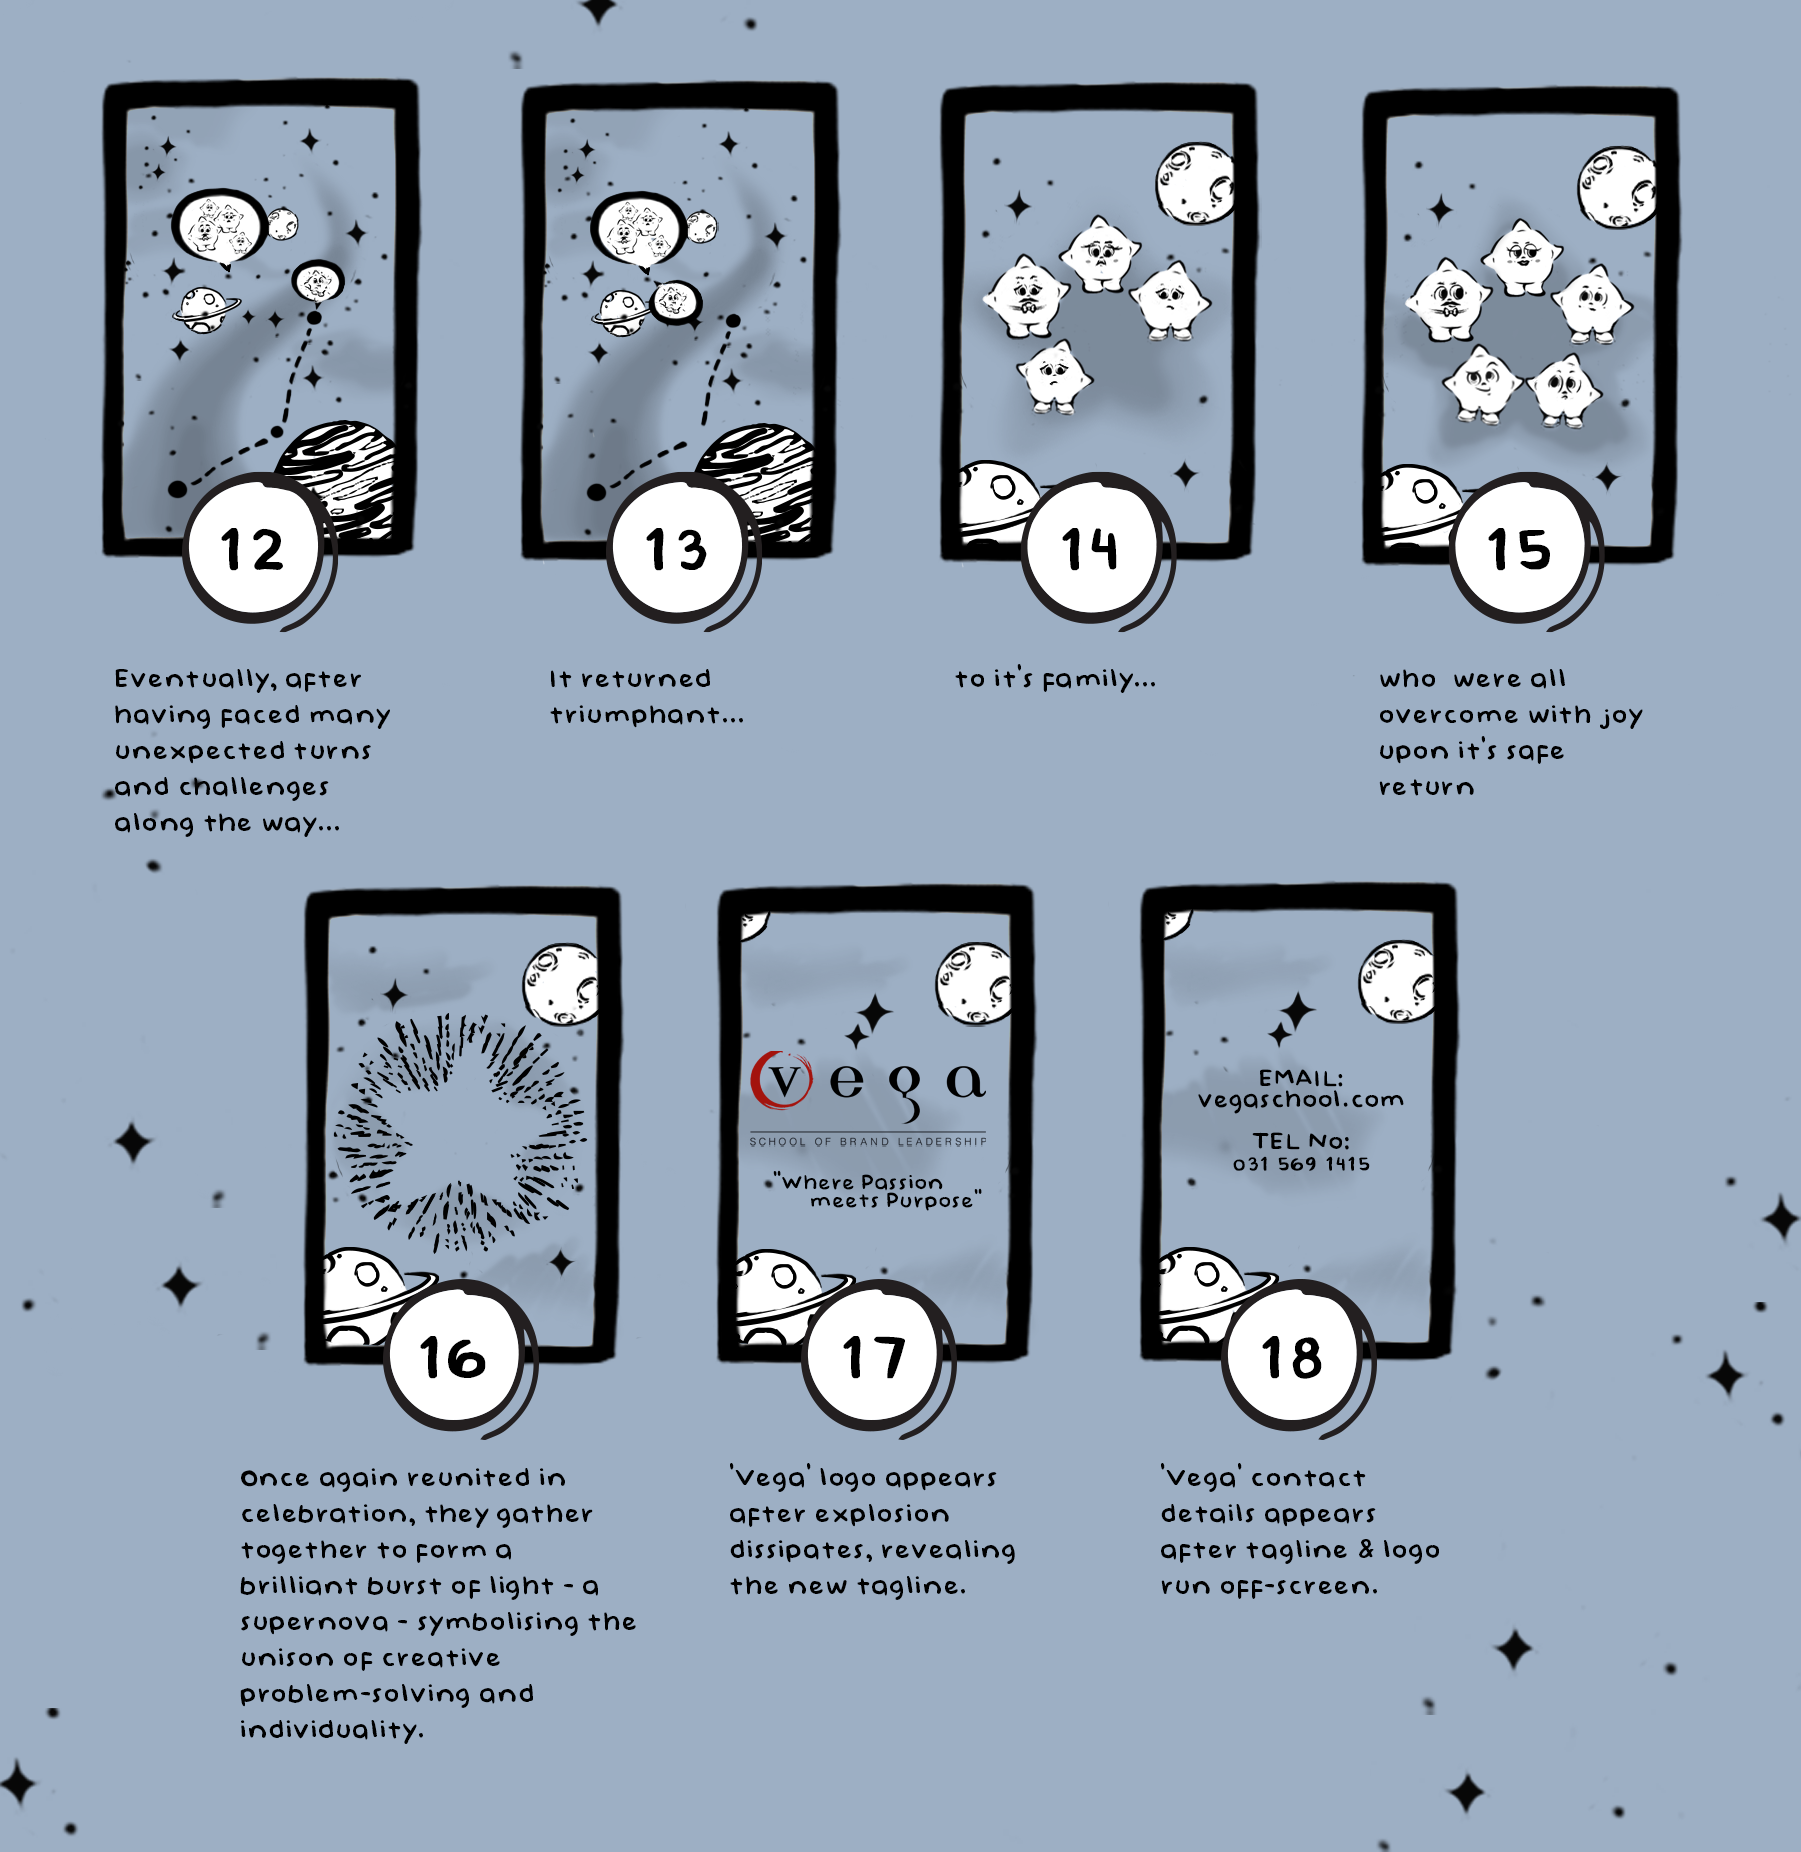 12
13
14
15
Eventually, after
having faced many
unexpected turns
and challenges
along the way...
It returned
triumphant...
to it's family...
who were all
overcome with joy
upon it's safe
return
vega
SCHOOL OF BRAND LEADERSHIP
"Where Passion
meets Purpose"
EMAIL:
vegaschool.com
TEL No:
031 569 1415
16
17
18
Once again reunited in
celebration, they gather
together to form a
brilliant burst of light - a
supernova - symbolising the
unison of creative
problem-solving and
individuality.
'Vega' logo appears
after explosion
dissipates, revealing
the new tagline.
'Vega' contact
details appears
after tagline & logo
run off-screen.